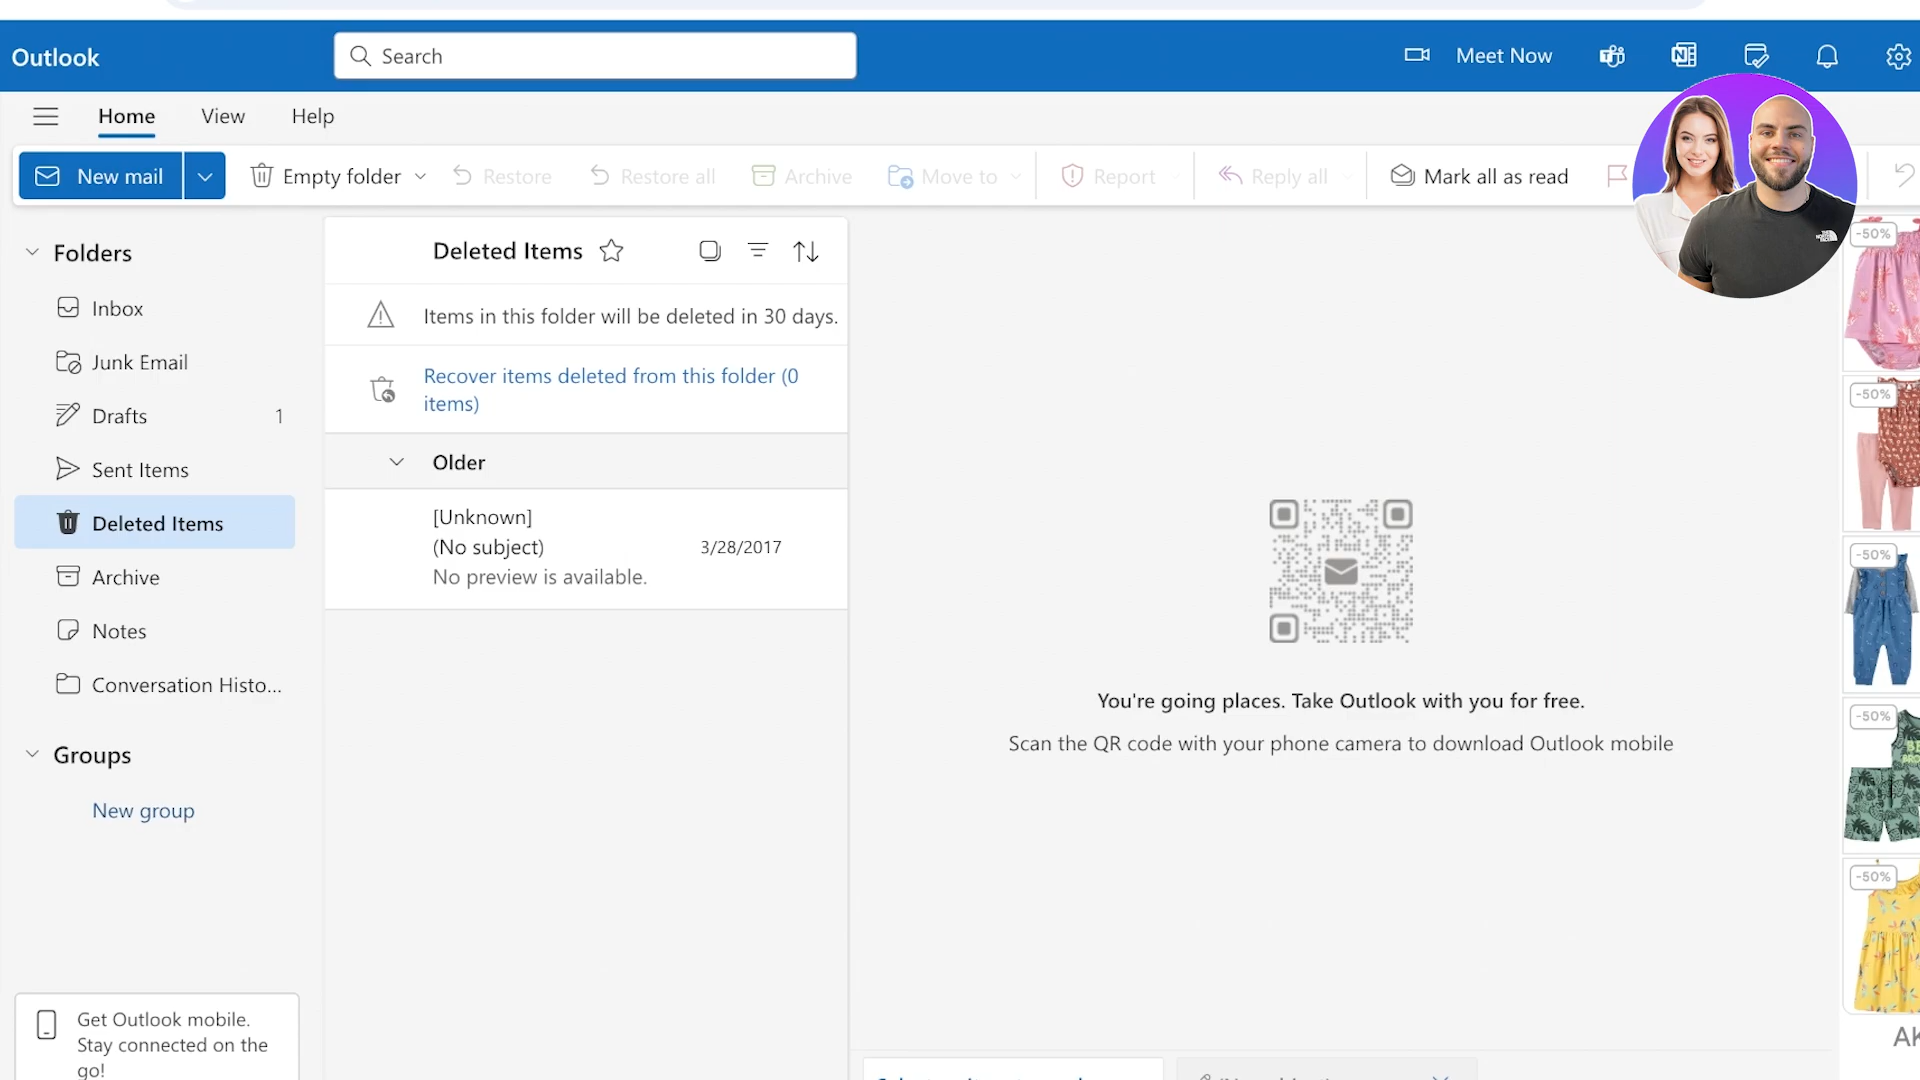 Outlook
Search
Meet Now
Home
View
Help
New mail
Empty folder
Restore
Restore all
Archive
Move to
Report
Reply all
Mark all as read
Folders
Inbox
Junk Email
Drafts 1
Sent Items
Deleted Items
Archive
Notes
Conversation Histo...
Groups
New group
Get Outlook mobile.
Stay connected on the
go!
Deleted Items
Items in this folder will be deleted in 30 days.
Recover items deleted from this folder (0
items)
Older
[Unknown]
(No subject) 3/28/2017
No preview is available.
You're going places. Take Outlook with you for free.
Scan the QR code with your phone camera to download Outlook mobile
-50%
-50%
-50%
-50%
-50%
AK